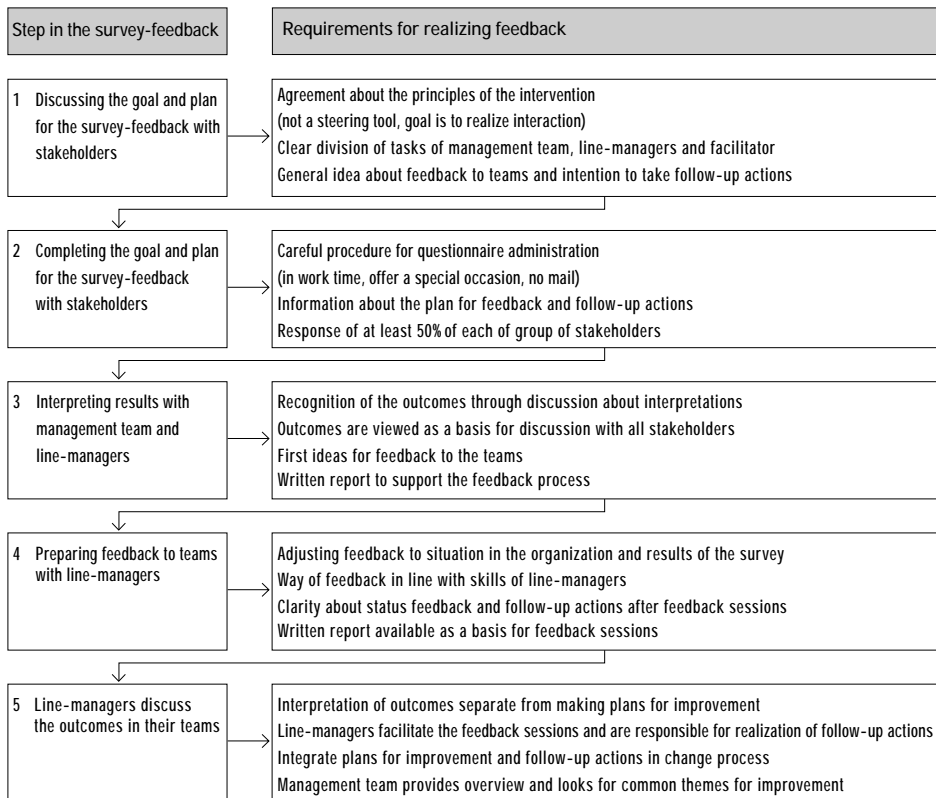 Step in the survey-feedback
Requirements for realizing feedback
1 Discussing the goal and plan
for the survey-feedback with
stakeholders
Agreement about the principles of the intervention
(not a steering tool, goal is to realize interaction)
Clear division of tasks of management team, line-managers and facilitator
General idea about feedback to teams and intention to take follow-up actions
2 Completing the goal and plan
for the survey-feedback
with stakeholders
Careful procedure for questionnaire administration
(in work time, offer a special occasion, no mail)
Information about the plan for feedback and follow-up actions
Response of at least 50% of each of group of stakeholders
3 Interpreting results with
management team and
line-managers
Recognition of the outcomes through discussion about interpretations
Outcomes are viewed as a basis for discussion with all stakeholders
First ideas for feedback to the teams
Written report to support the feedback process
4 Preparing feedback to teams
with line-managers
Adjusting feedback to situation in the organization and results of the survey
Way of feedback in line with skills of line-managers
Clarity about status feedback and follow-up actions after feedback sessions
Written report available as a basis for feedback sessions
5 Line-managers discuss
the outcomes in their teams
Interpretation of outcomes separate from making plans for improvement
Line-managers facilitate the feedback sessions and are responsible for realization of follow-up actions
Integrate plans for improvement and follow-up actions in change process
Management team provides overview and looks for common themes for improvement